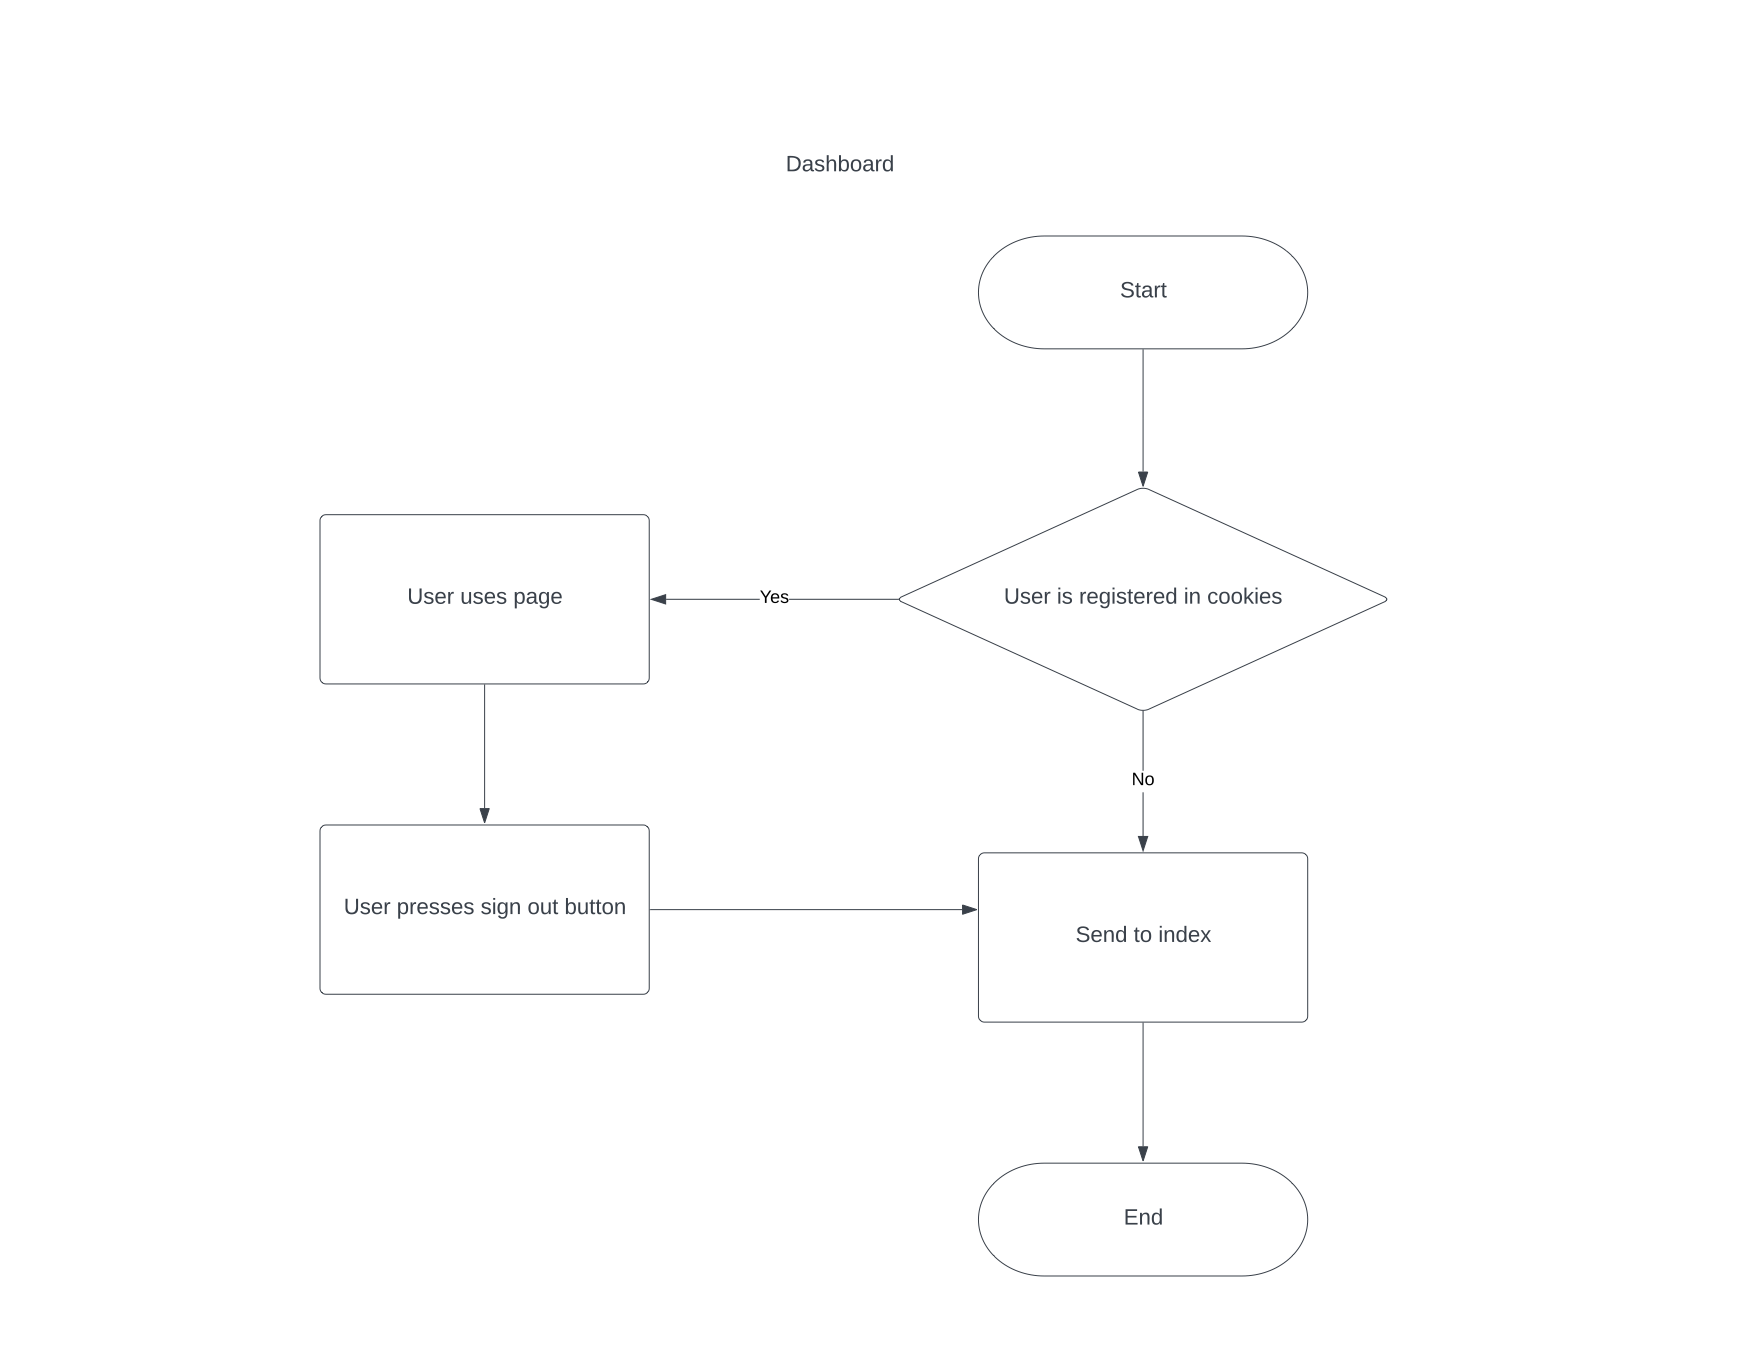 Dashboard
Start
User is registered in cookies
Yes
User uses page
No
User presses sign out button
Send to index
End